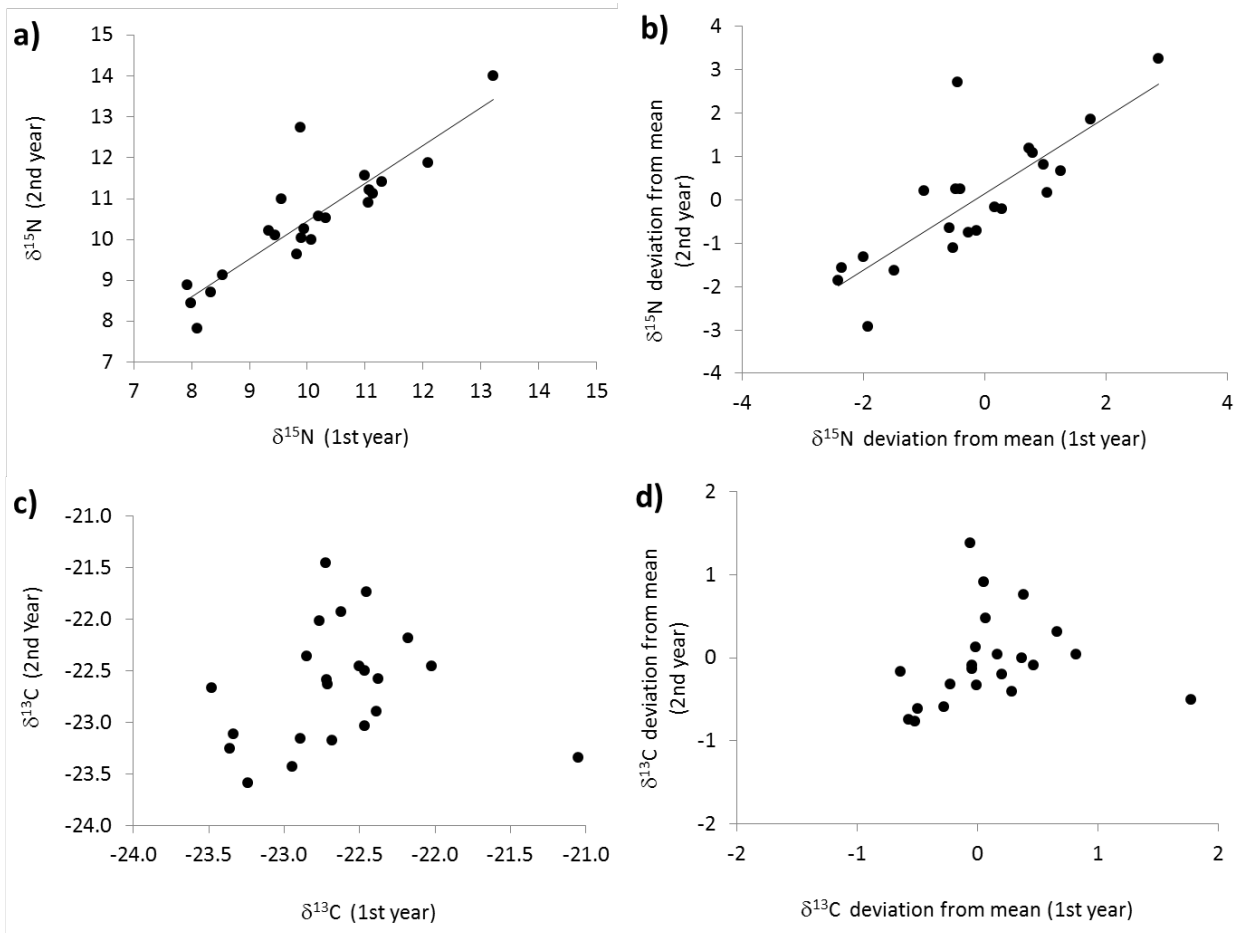 a)
15
14
13
12
11
10
9
8
7
δ15N (2nd year)
7 8 9 10 11 12 13 14 15
δ15N (1st year)
b)
4
3
2
1
0
-1
-2
-3
-4
δ15N deviation from mean
(2nd year)
-4 -2 0 2 4
δ15N deviation from mean (1st year)
c)
-21.0
-21.5
-22.0
-22.5
-23.0
-23.5
-24.0
δ13C (2nd Year)
-24.0 -23.5 -23.0 -22.5 -22.0 -21.5 -21.0
δ13C (1st year)
d)
2
1
0
-1
-2
δ13C deviation from mean
(2nd year)
-2 -1 0 1 2
δ13C deviation from mean (1st year)